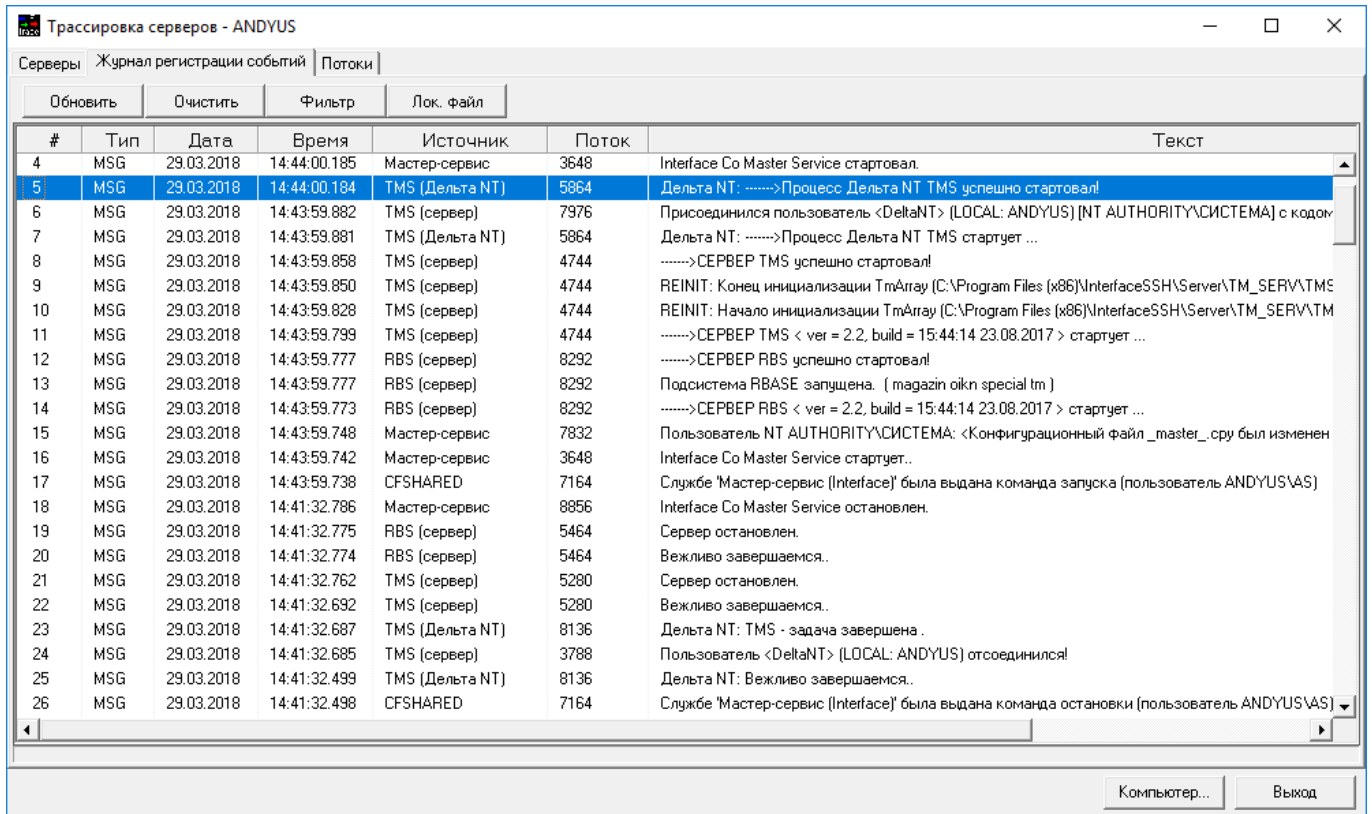 Трассировка серверов - ANDYUS
Серверы Журнал регистрации событий Потоки
Обновить Очистить Фильтр Лок. файл
# Тип Дата Время Источник Поток Текст
4 MSG 29.03.2018 14:44:00.185 Мастер-сервис 3648 Interface Co Master Service стартовал.
5 MSG 29.03.2018 14:44:00.184 TMS (Дельта NT) 5864 Дельта NT: ------->Процесс Дельта NT TMS успешно стартовал!
6 MSG 29.03.2018 14:43:59.882 TMS (сервер) 7976 Присоединился пользователь <DeltaNT> (LOCAL: ANDYUS) [NT AUTHORITY\СИСТЕМА] с кодом
7 MSG 29.03.2018 14:43:59.881 TMS (Дельта NT) 5864 Дельта NT: ------->Процесс Дельта NT TMS стартует ...
8 MSG 29.03.2018 14:43:59.858 TMS (сервер) 4744 ------->СЕРВЕР TMS успешно стартовал!
9 MSG 29.03.2018 14:43:59.850 TMS (сервер) 4744 REINIT: Конец инициализации TmArray (C:\Program Files (x86)\InterfaceSSH\Server\TM_SERV\TMS
10 MSG 29.03.2018 14:43:59.828 TMS (сервер) 4744 REINIT: Начало инициализации TmArray (C:\Program Files (x86)\InterfaceSSH\Server\TM_SERV\TM
11 MSG 29.03.2018 14:43:59.799 TMS (сервер) 4744 ------->СЕРВЕР TMS < ver = 2.2, build = 15:44:14 23.08.2017 > стартует ...
12 MSG 29.03.2018 14:43:59.777 RBS (сервер) 8292 ------->СЕРВЕР RBS успешно стартовал!
13 MSG 29.03.2018 14:43:59.777 RBS (сервер) 8292 Подсистема RBASE запущена. ( magazin oikn special tm )
14 MSG 29.03.2018 14:43:59.773 RBS (сервер) 8292 ------->СЕРВЕР RBS < ver = 2.2, build = 15:44:14 23.08.2017 > стартует ...
15 MSG 29.03.2018 14:43:59.748 Мастер-сервис 7832 Пользователь NT AUTHORITY\СИСТЕМА: <Конфигурационный файл _master_.cpy был изменен
16 MSG 29.03.2018 14:43:59.742 Мастер-сервис 3648 Interface Co Master Service стартует..
17 MSG 29.03.2018 14:43:59.738 CFSHARED 7164 Службе 'Мастер-сервис (Interface)' была выдана команда запуска (пользователь ANDYUS\AS)
18 MSG 29.03.2018 14:41:32.786 Мастер-сервис 8856 Interface Co Master Service остановлен.
19 MSG 29.03.2018 14:41:32.775 RBS (сервер) 5464 Сервер остановлен.
20 MSG 29.03.2018 14:41:32.774 RBS (сервер) 5464 Вежливо завершаемся..
21 MSG 29.03.2018 14:41:32.762 TMS (сервер) 5280 Сервер остановлен.
22 MSG 29.03.2018 14:41:32.692 TMS (сервер) 5280 Вежливо завершаемся..
23 MSG 29.03.2018 14:41:32.687 TMS (Дельта NT) 8136 Дельта NT: TMS - задача завершена .
24 MSG 29.03.2018 14:41:32.685 TMS (сервер) 3788 Пользователь <DeltaNT> (LOCAL: ANDYUS) отсоединился!
25 MSG 29.03.2018 14:41:32.499 TMS (Дельта NT) 8136 Дельта NT: Вежливо завершаемся..
26 MSG 29.03.2018 14:41:32.498 CFSHARED 7164 Службе 'Мастер-сервис (Interface)' была выдана команда остановки (пользователь ANDYUS\AS)
Компьютер... Выход